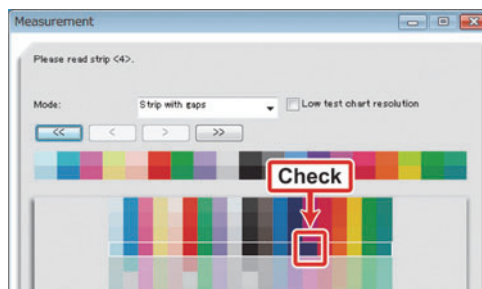 Measurement
Please read strip <4>.
Mode:
Strip with gaps
Low test chart resolution
<<
<
>
>>
Check